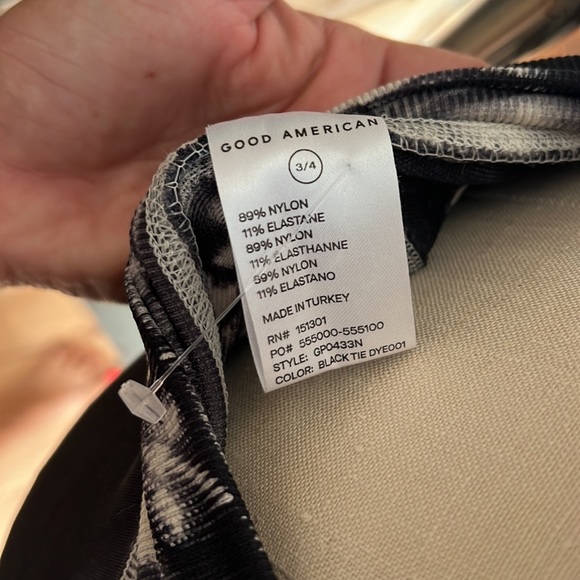 GOOD AMERICAN
3/4
89% NYLON
11% ELASTANE
89% NYLON
11% ELASTHANNE
89% NYLON
11% ELASTANO
MADE IN TURKEY
RN# 151301
PO# 555000-555100
STYLE: GP0433N
COLOR: BLACK TIE DYE001